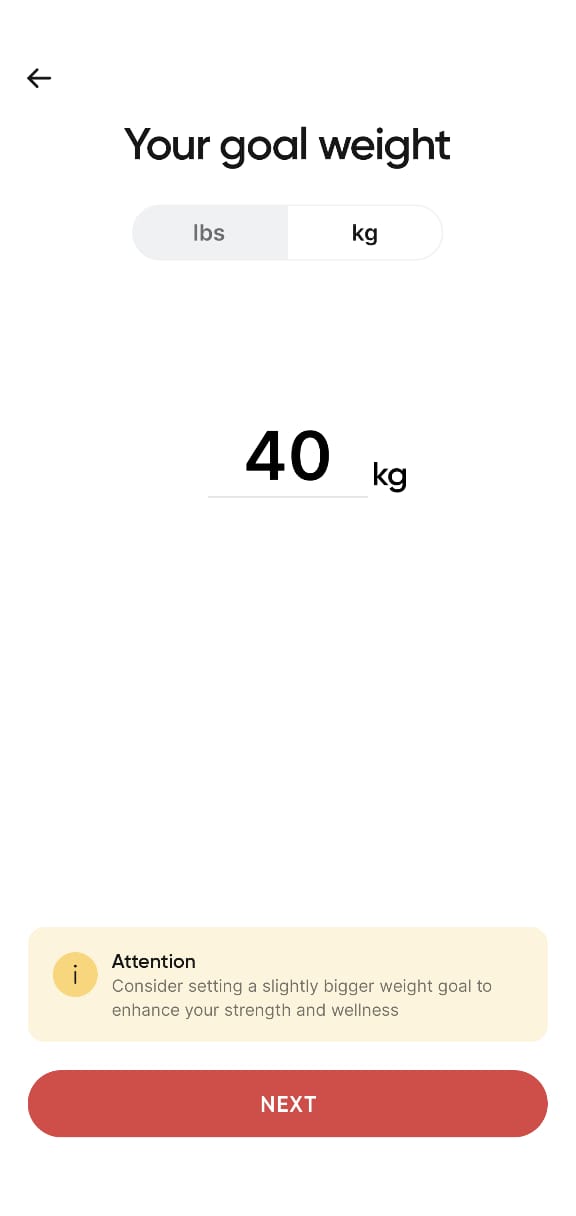 Your goal weight
lbs
kg
40 kg
i
Attention
Consider setting a slightly bigger weight goal to
enhance your strength and wellness
NEXT